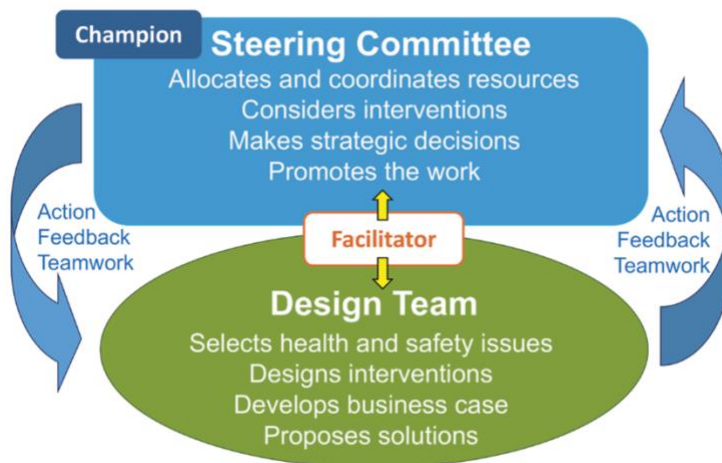 Champion
Steering Committee
Allocates and coordinates resources
Considers interventions
Makes strategic decisions
Promotes the work
Action
Feedback
Teamwork
Facilitator
Action
Feedback
Teamwork
Design Team
Selects health and safety issues
Designs interventions
Develops business case
Proposes solutions